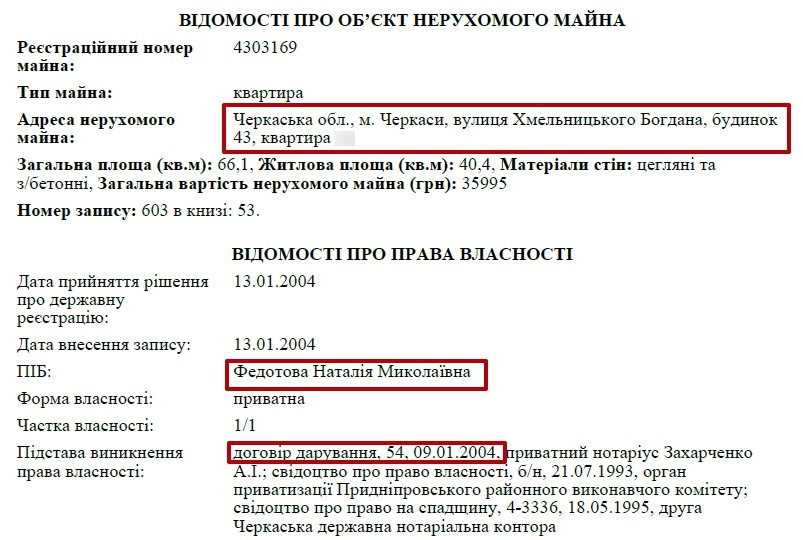 ВІДОМОСТІ ПРО ОБ’ЄКТ НЕРУХОМОГО МАЙНА
Реєстраційний номер майна: 4303169
Тип майна: квартира
Адреса нерухомого майна: Черкаська обл., м. Черкаси, вулиця Хмельницького Богдана, будинок 43, квартира
Загальна площа (кв.м): 66,1, Житлова площа (кв.м): 40,4, Матеріали стін: цегляні та
з/бетонні, Загальна вартість нерухомого майна (грн): 35995
Номер запису: 603 в книзі: 53.
ВІДОМОСТІ ПРО ПРАВА ВЛАСНОСТІ
Дата прийняття рішення про державну реєстрацію: 13.01.2004
Дата внесення запису: 13.01.2004
ПІБ: Федотова Наталія Миколаївна
Форма власності: приватна
Частка власності: 1/1
Підстава виникнення права власності: договір дарування, 54, 09.01.2004, приватний нотаріус Захарченко
А.І.; свідоцтво про право власності, б/н, 21.07.1993, орган
приватизації Придніпровського районного виконавчого комітету;
свідоцтво про право на спадщину, 4-3336, 18.05.1995, друга
Черкаська державна нотаріальна контора